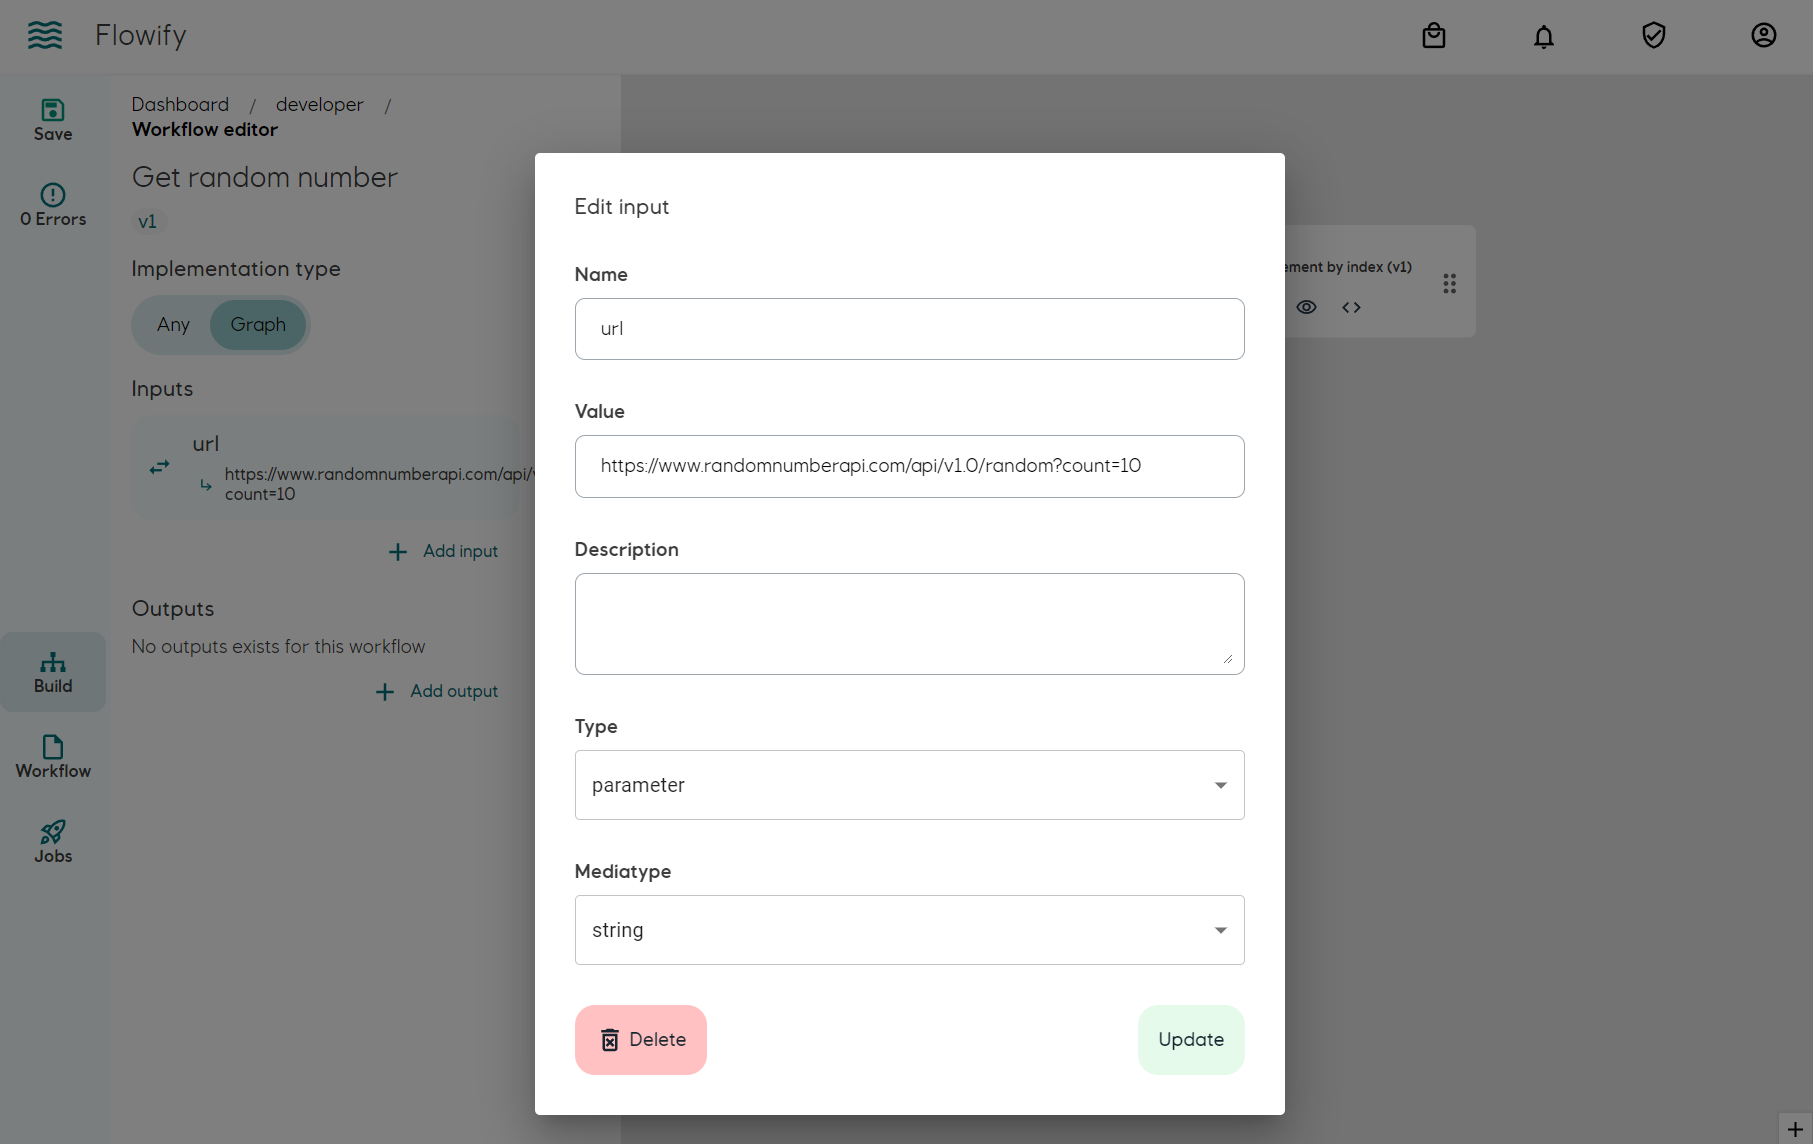 Flowify
Save
0 Errors
Build
Workflow
Jobs
Dashboard / developer /
Workflow editor
Get random number
v1
Implementation type
Any
Graph
Inputs
url
https://www.randomnumberapi.com/api/
count=10
Add input
Outputs
No outputs exists for this workflow
Add output
Edit input
Name
url
Value
https://www.randomnumberapi.com/api/v1.0/random?count=10
Description
Type
parameter
Mediatype
string
Delete
Update
ement by index (v1)